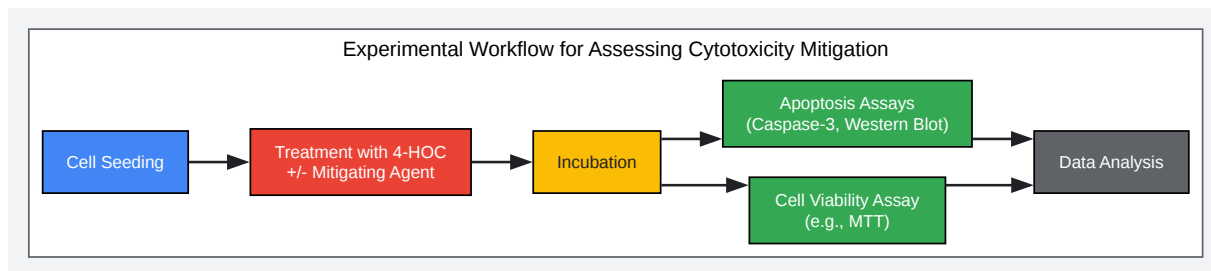 Experimental Workflow for Assessing Cytotoxicity Mitigation
Cell Seeding
Treatment with 4-HOC
+/- Mitigating Agent
Incubation
Apoptosis Assays
(Caspase-3, Western Blot)
Cell Viability Assay
(e.g., MTT)
Data Analysis